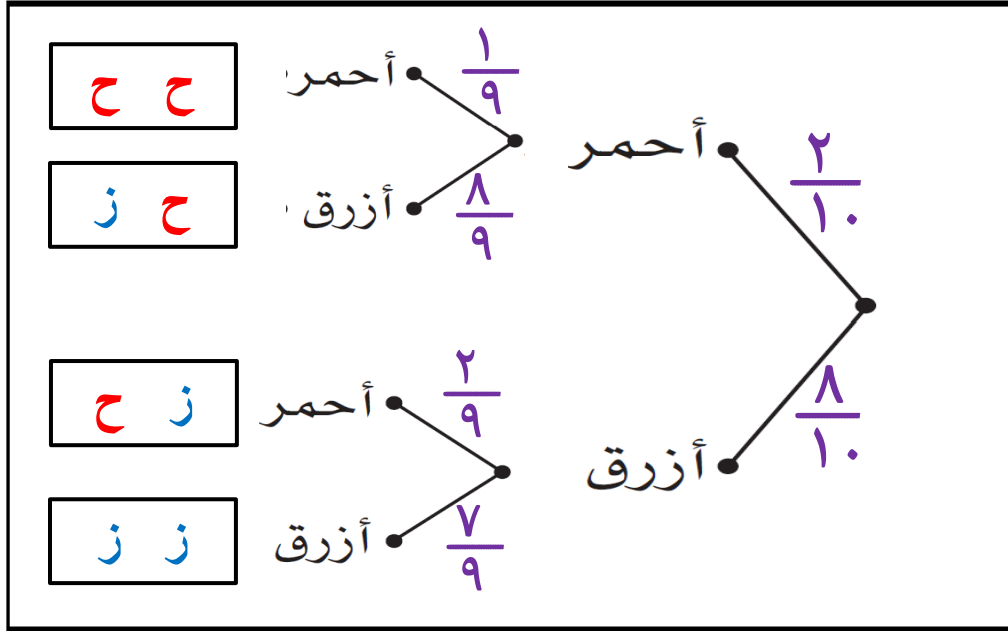 أحمر ٢/١٠
أحمر ١/٩ ح ح
أزرق ٨/٩ ح ز
أزرق ٨/١٠
أحمر ٢/٩ ز ح
أزرق ٧/٩ ز ز